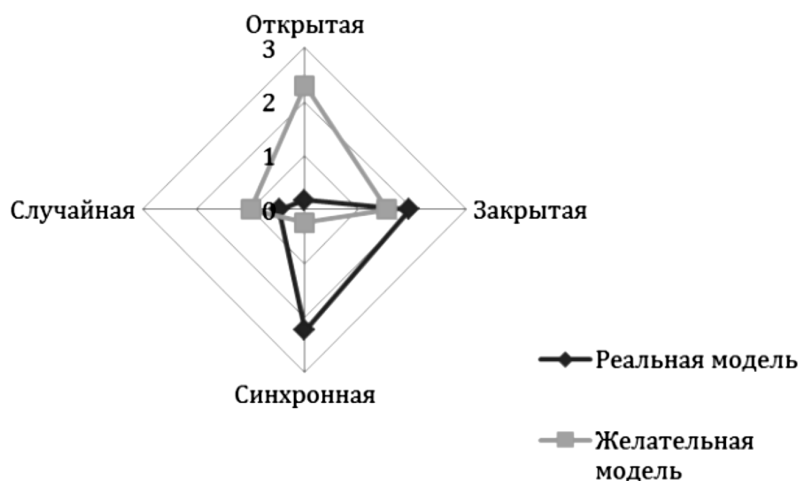 Открытая
3
2
1
0
Случайная
Закрытая
Синхронная
Реальная модель
Желательная
модель